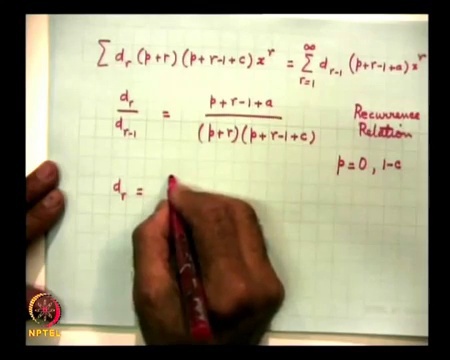 ∑ d_r (p+r) (p+r-1+c) x^r = ∑_{r=1}^{∞} d_{r-1} (p+r-1+a) x^r
d_r / d_{r-1} = (p+r-1+a) / ((p+r) (p+r-1+c))
Recurrence
Relation
p = 0, 1-c
d_r =
NPTEL